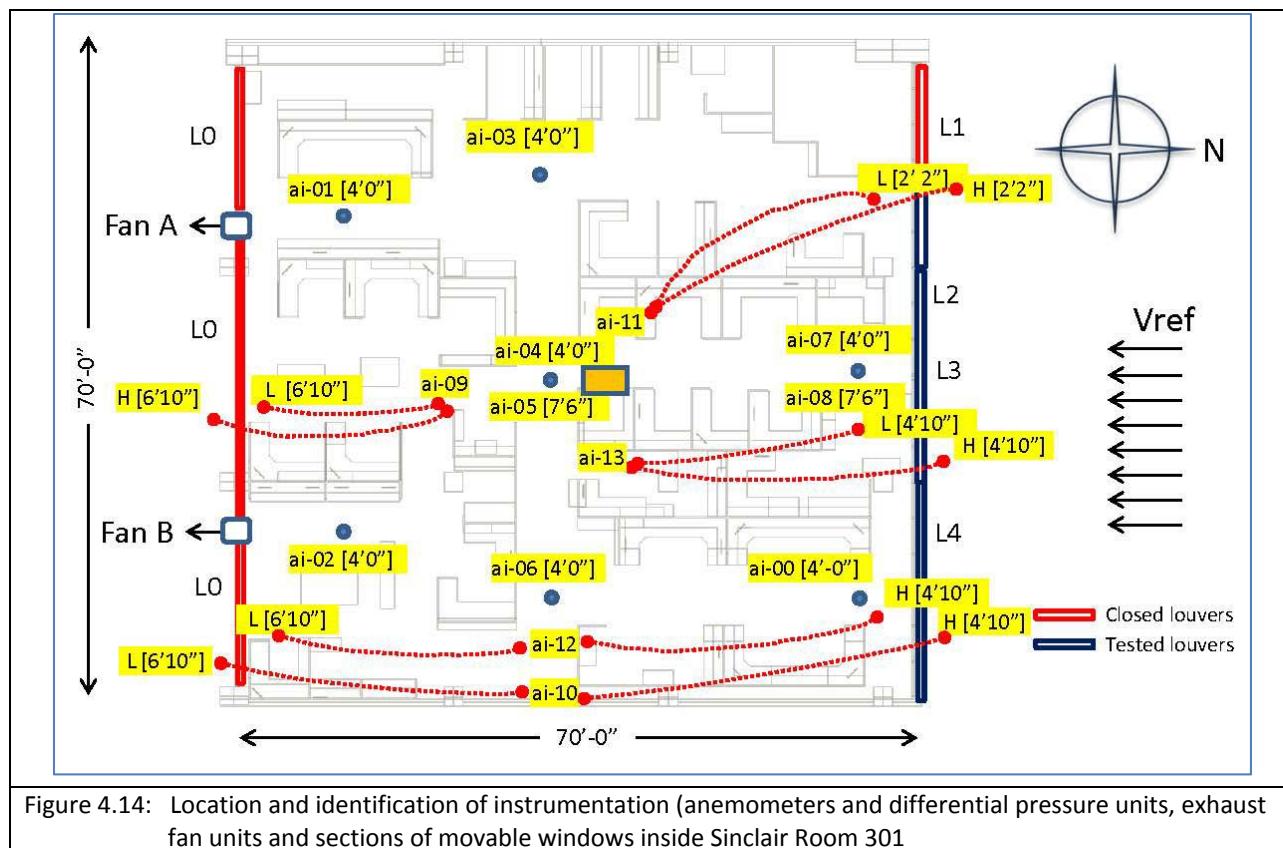 ai-03 [4'0”]
L0
L1
L [2' 2”]
N
ai-01 [4'0”]
H [2'2”]
Fan A
70'-0”
L2
ai-11
Vref
ai-07 [4'0”]
L0
ai-04 [4'0”]
L3
L [6'10”]
ai-09
H [6'10”]
ai-05 [7'6”]
ai-08 [7'6”]
L [4'10”]
ai-13
H [4'10”]
Fan B
L4
ai-02 [4'0”]
ai-06 [4'0”]
ai-00 [4'-0”]
L0
H [4'10”]
L [6'10”]
Closed louvers
H [4'10”]
ai-12
Tested louvers
L [6'10”]
ai-10
70'-0”
Figure 4.14: Location and identification of instrumentation (anemometers and differential pressure units, exhaust
fan units and sections of movable windows inside Sinclair Room 301